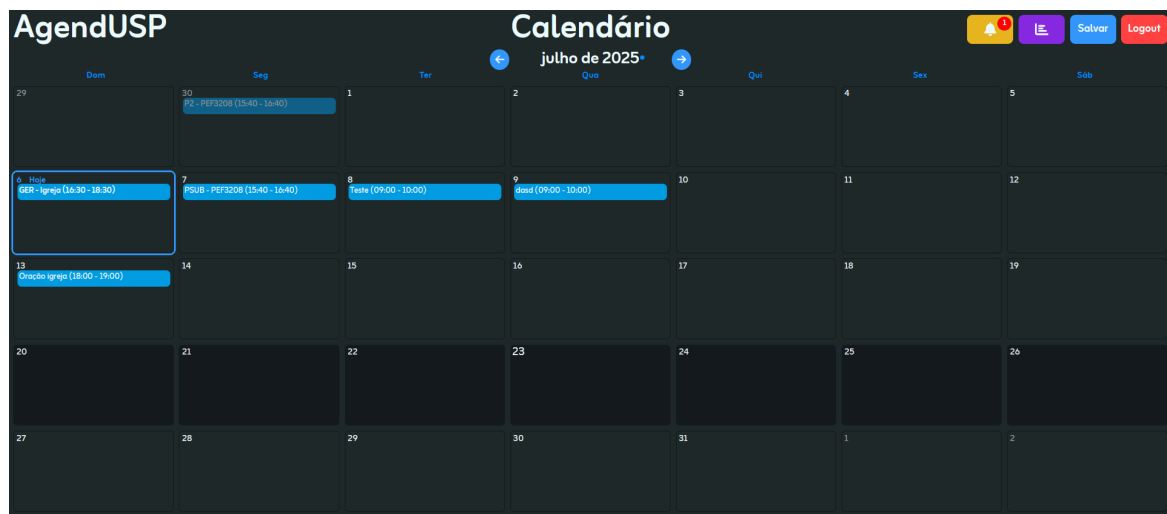 AgendUSP
Calendário
1
Salvar
Logout
julho de 2025
Dom Seg Ter Qua Qui Sex Sáb
29 30 1 2 3 4 5
P2 - PEF3208 (15:40 - 16:40)
6 Hoje 7 8 9 10 11 12
GER - Igreja (16:30 - 18:30) PSUB - PEF3208 (15:40 - 16:40) Teste (09:00 - 10:00) dasd (09:00 - 10:00)
13 14 15 16 17 18 19
Oração igreja (18:00 - 19:00)
20 21 22 23 24 25 26
27 28 29 30 31 1 2